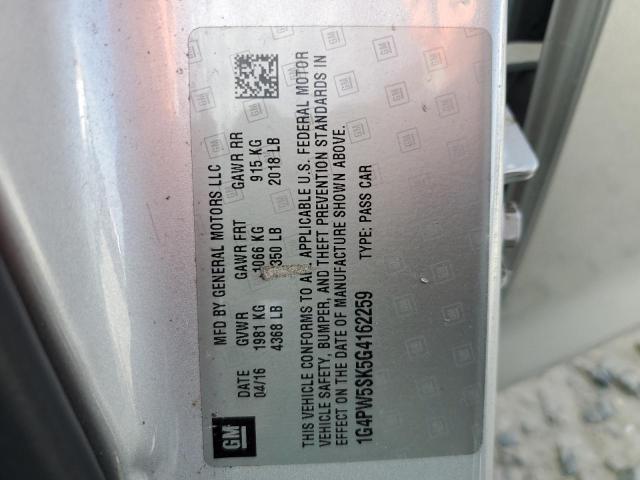 MFD BY GENERAL MOTORS LLC
DATE GVWR GAWR FRT GAWR RR
04/16 1981 KG 1066 KG 915 KG
4368 LB 350 LB 2018 LB
THIS VEHICLE CONFORMS TO APPLICABLE U.S. FEDERAL MOTOR
VEHICLE SAFETY, BUMPER, AND THEFT PREVENTION STANDARDS IN
EFFECT ON THE DATE OF MANUFACTURE SHOWN ABOVE.
1G4PW5SK5G4162259 TYPE: PASS CAR
GM